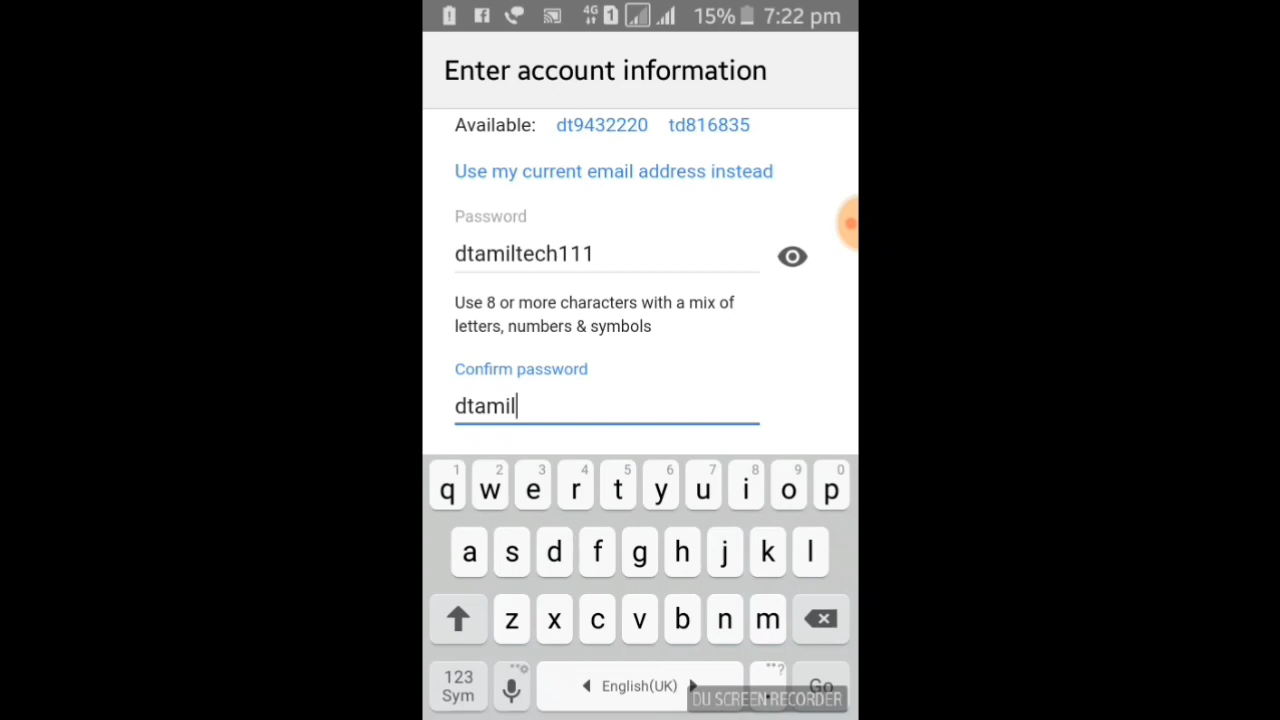 4G 1 15% 7:22 pm
Enter account information
Available: dt9432220 td816835
Use my current email address instead
Password
dtamiltech111
Use 8 or more characters with a mix of
letters, numbers & symbols
Confirm password
dtamil
1 2 3 4 5 6 7 8 9 0
q w e r t y u i o p
a s d f g h j k l
z x c v b n m
123 English(UK) . ? Go
Sym
DU SCREEN RECORDER